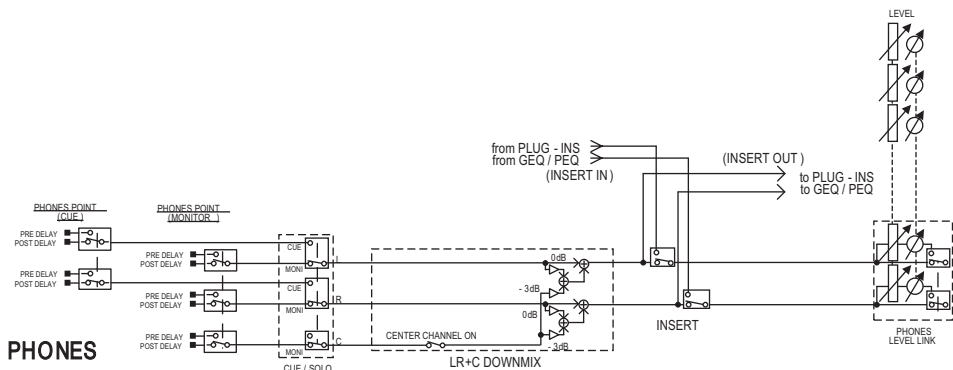 LEVEL
from PLUG - INS
from GEQ / PEQ
(INSERT IN)
(INSERT OUT)
to PLUG - INS
to GEQ / PEQ
PHONES POINT
(CUE)
PHONES POINT
(MONITOR)
PRE DELAY
POST DELAY
PRE DELAY
POST DELAY
PRE DELAY
POST DELAY
PRE DELAY
POST DELAY
PRE DELAY
POST DELAY
CUE
MONI
L
CUE
MONI
R
MONI
C
CUE / SOLO
0dB
- 3dB
0dB
- 3dB
CENTER CHANNEL ON
LR+C DOWNMIX
INSERT
PHONES
LEVEL LINK
PHONES